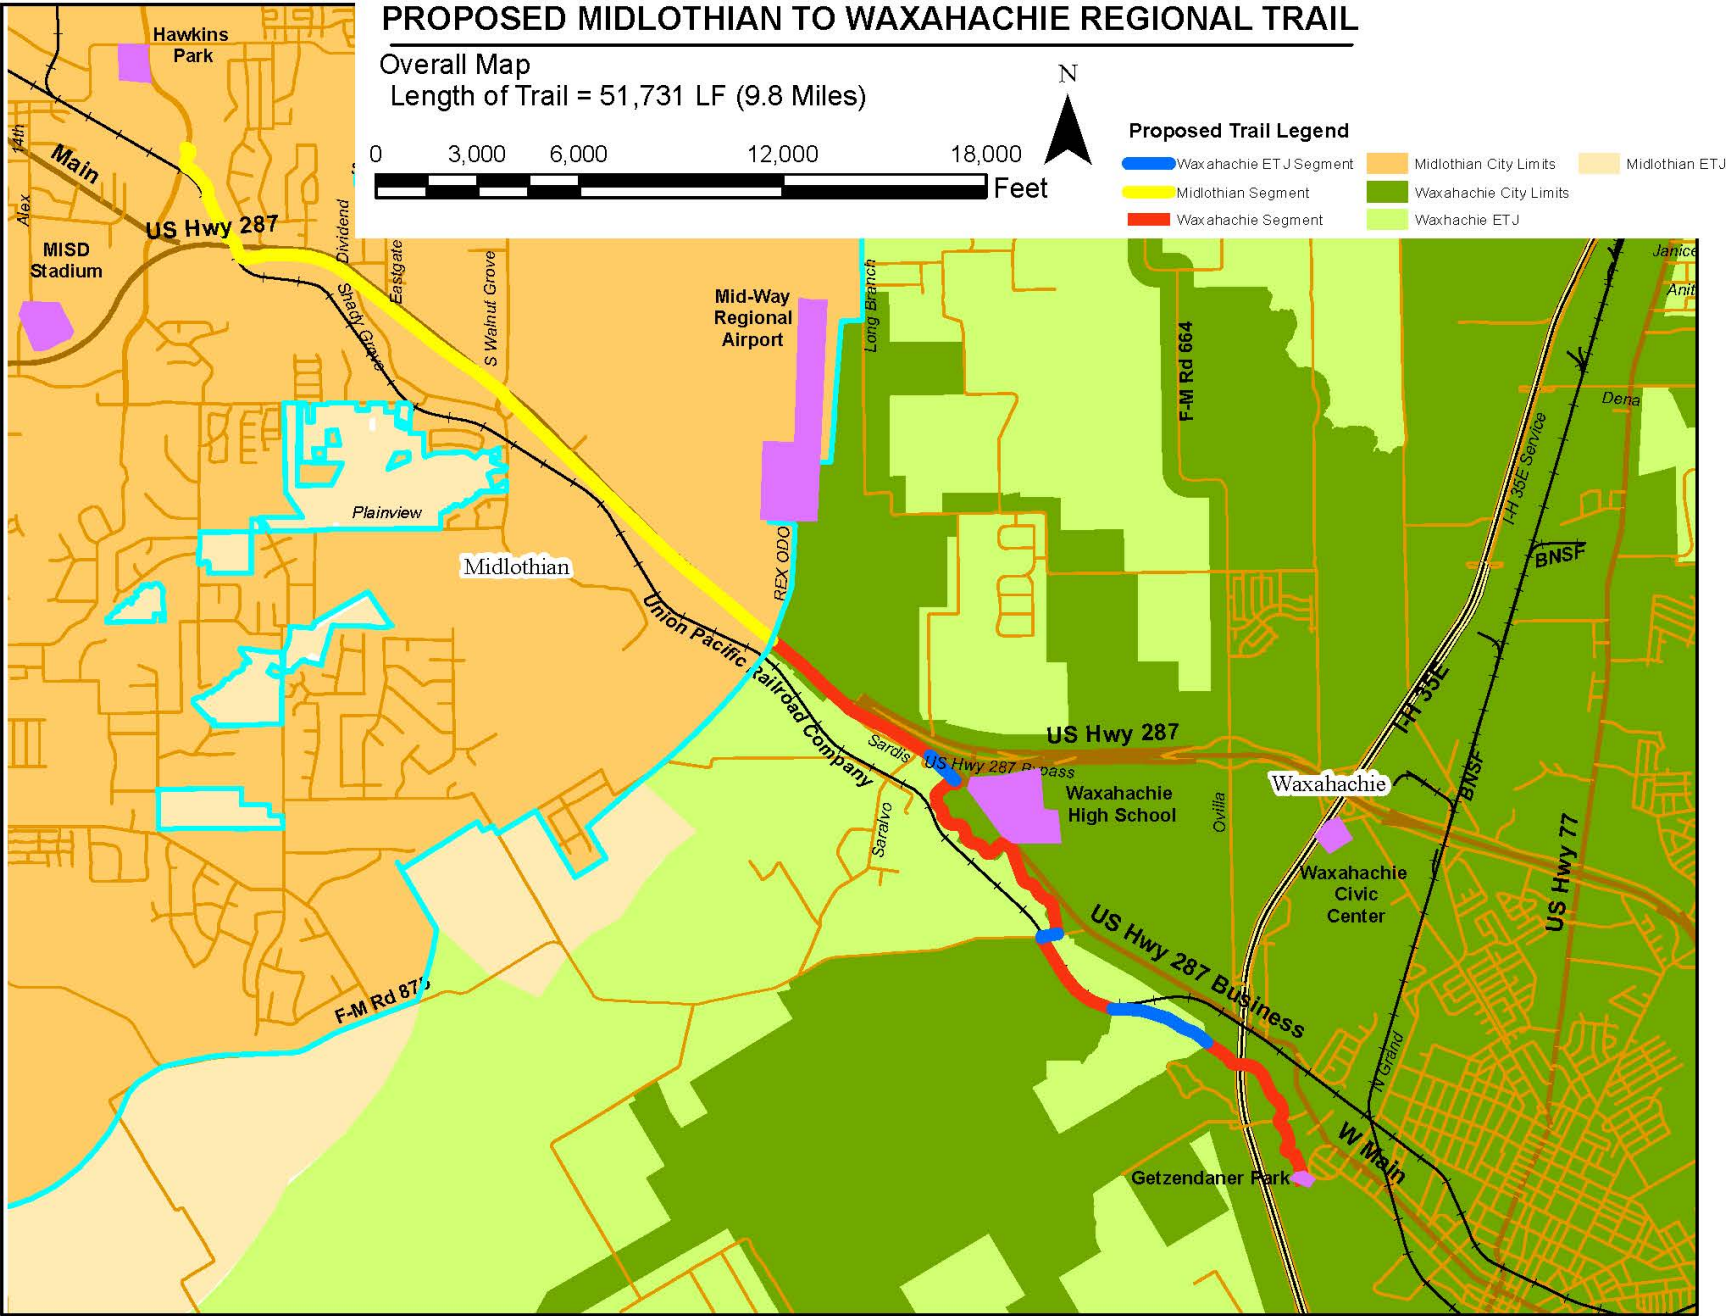 PROPOSED MIDLOTHIAN TO WAXAHACHIE REGIONAL TRAIL
Overall Map
Length of Trail = 51,731 LF (9.8 Miles)
0 3,000 6,000 12,000 18,000
Feet
N
Proposed Trail Legend
Waxahachie ETJ Segment
Midlothian Segment
Waxahachie Segment
Midlothian City Limits
Waxahachie City Limits
Waxhachie ETJ
Midlothian ETJ
Hawkins
Park
14th
Main
Alex
US Hwy 287
MISD
Stadium
Dividend
Eastgate
Shady Grove
S Walnut Grove
Mid-Way
Regional
Airport
Long Branch
F-M Rd 664
Janice
Anit
Dena
I-H 35E Service
BNSF
Plainview
Midlothian
REX ODO
Union Pacific Railroad Company
I-H 35E
Sardis
US Hwy 287 Bypass
US Hwy 287
Waxahachie
BNSF
Waxahachie
High School
Saralvo
Ovilla
Waxahachie
Civic
Center
US Hwy 77
US Hwy 287 Business
F-M Rd 875
N Grand
W Main
Getzendaner Park